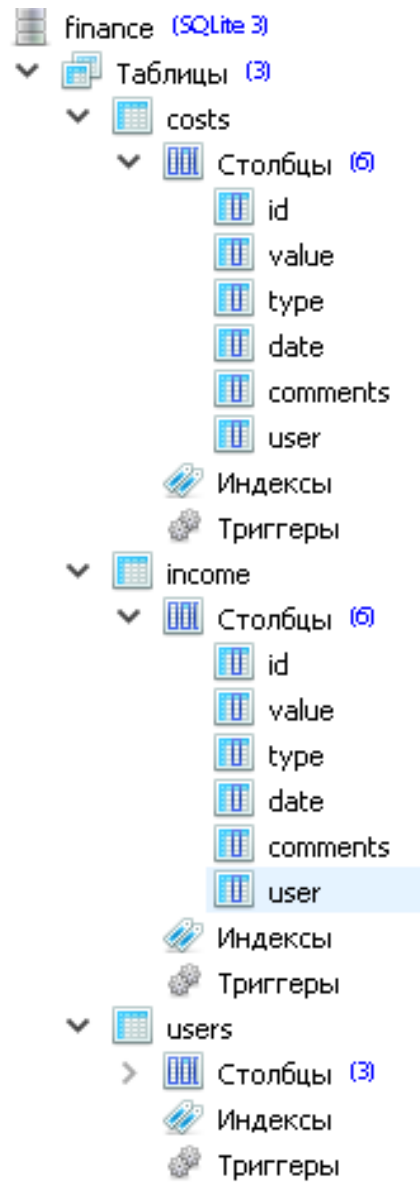 finance (SQLite 3)
Таблицы (3)
costs
Столбцы (6)
id
value
type
date
comments
user
Индексы
Триггеры
income
Столбцы (6)
id
value
type
date
comments
user
Индексы
Триггеры
users
Столбцы (3)
Индексы
Триггеры